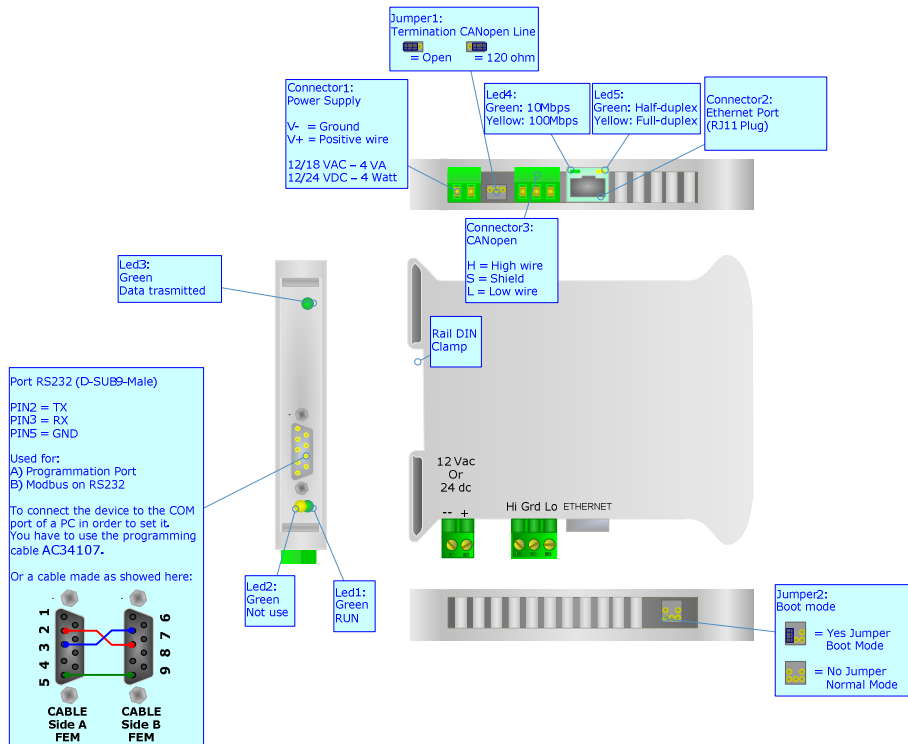 Jumper1:
Termination CANopen Line
= Open
= 120 ohm
Connector1:
Power Supply
V- = Ground
V+ = Positive wire
12/18 VAC – 4 VA
12/24 VDC – 4 Watt
Led4:
Green: 10Mbps
Yellow: 100Mbps
Led5:
Green: Half-duplex
Yellow: Full-duplex
Connector2:
Ethernet Port
(RJ11 Plug)
Connector3:
CANopen
H = High wire
S = Shield
L = Low wire
Led3:
Green
Data trasmitted
Rail DIN
Clamp
Port RS232 (D-SUB9-Male)
PIN2 = TX
PIN3 = RX
PIN5 = GND
Used for:
A) Programmation Port
B) Modbus on RS232
To connect the device to the COM
port of a PC in order to set it.
You have to use the programming
cable AC34107.
Or a cable made as showed here:
1
2
3
4
5
6
7
8
9
CABLE
Side A
FEM
CABLE
Side B
FEM
12 Vac
Or
24 dc
-- +
Hi Grd Lo ETHERNET
Led2:
Green
Not use
Led1:
Green
RUN
Jumper2:
Boot mode
= Yes Jumper
Boot Mode
= No Jumper
Normal Mode